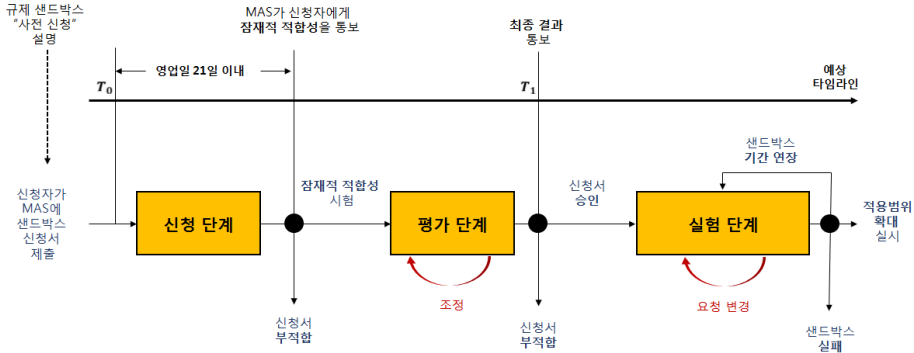 규제 샌드박스
“사전 신청”
설명
MAS가 신청자에게
잠재적 적합성을 통보
최종 결과
통보
영업일 21일 이내
예상
타임라인
T₀
T₁
신청자가
MAS에
샌드박스
신청서
제출
신청 단계
잠재적 적합성
시험
평가 단계
신청서
승인
실험 단계
샌드박스
기간 연장
적용범위
확대
실시
조정
요청 변경
신청서
부적합
신청서
부적합
샌드박스
실패